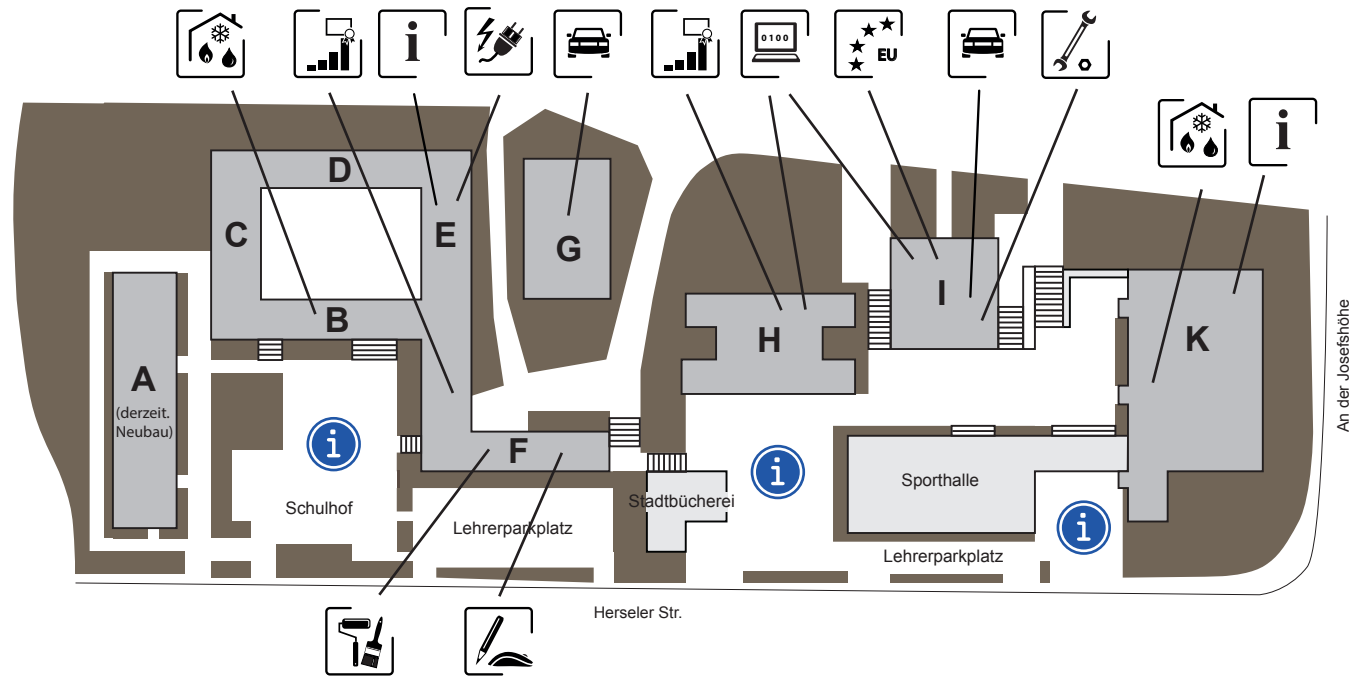 i
0100
EU
i
D
C
E
G
B
I
H
K
A
(derzeit.
Neubau)
F
i
Schulhof
Stadtbücherei
i
Sporthalle
i
Lehrerparkplatz
Lehrerparkplatz
Herseler Str.
An der Josefshöhe